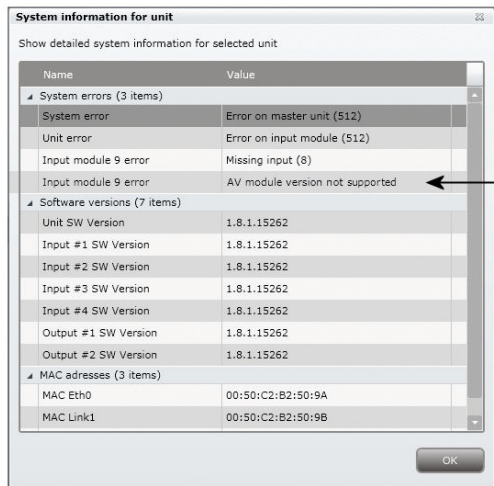 System information for unit
Show detailed system information for selected unit
Name Value
System errors (3 items)
System error Error on master unit (512)
Unit error Error on input module (512)
Input module 9 error Missing input (8)
Input module 9 error AV module version not supported
Software versions (7 items)
Unit SW Version 1.8.1.15262
Input #1 SW Version 1.8.1.15262
Input #2 SW Version 1.8.1.15262
Input #3 SW Version 1.8.1.15262
Input #4 SW Version 1.8.1.15262
Output #1 SW Version 1.8.1.15262
Output #2 SW Version 1.8.1.15262
MAC adresses (3 items)
MAC Eth0 00:50:C2:B2:50:9A
MAC Link1 00:50:C2:B2:50:9B
OK